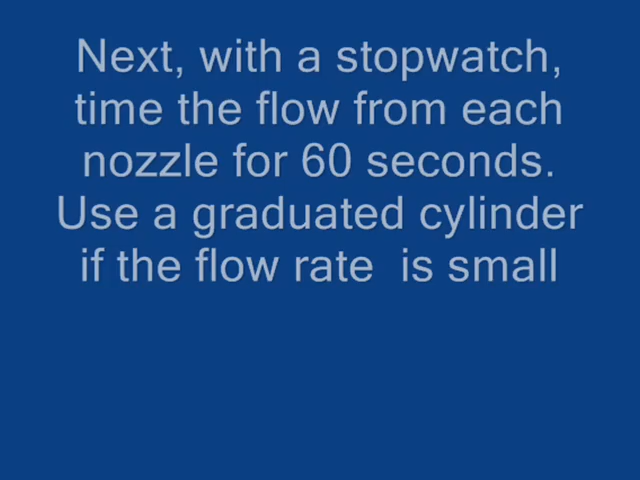 Next, with a stopwatch,
time the flow from each
nozzle for 60 seconds.
Use a graduated cylinder
if the flow rate  is small